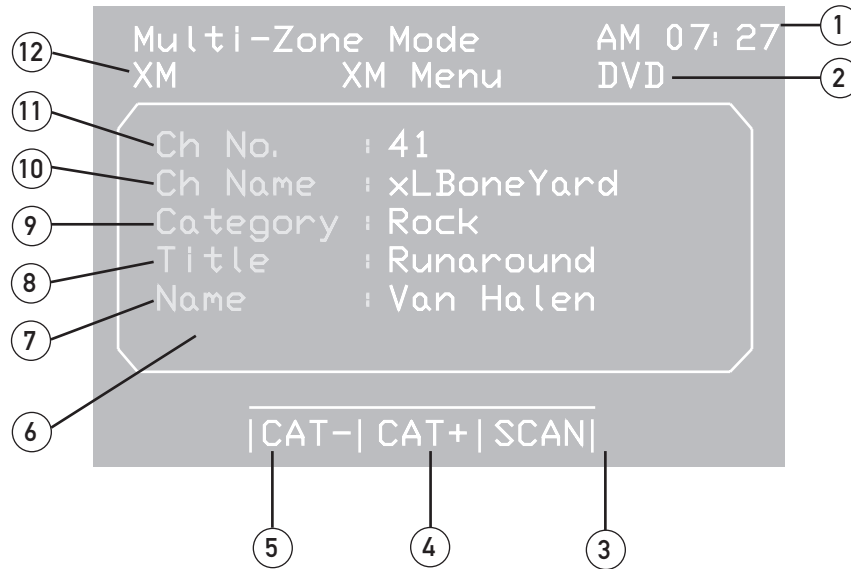 Multi-Zone Mode AM 07:27
XM XM Menu DVD
Ch No. : 41
Ch Name : xLBoneYard
Category : Rock
Title : Runaround
Name : Van Halen
|CAT-|CAT+|SCAN|
1
2
3
4
5
6
7
8
9
10
11
12